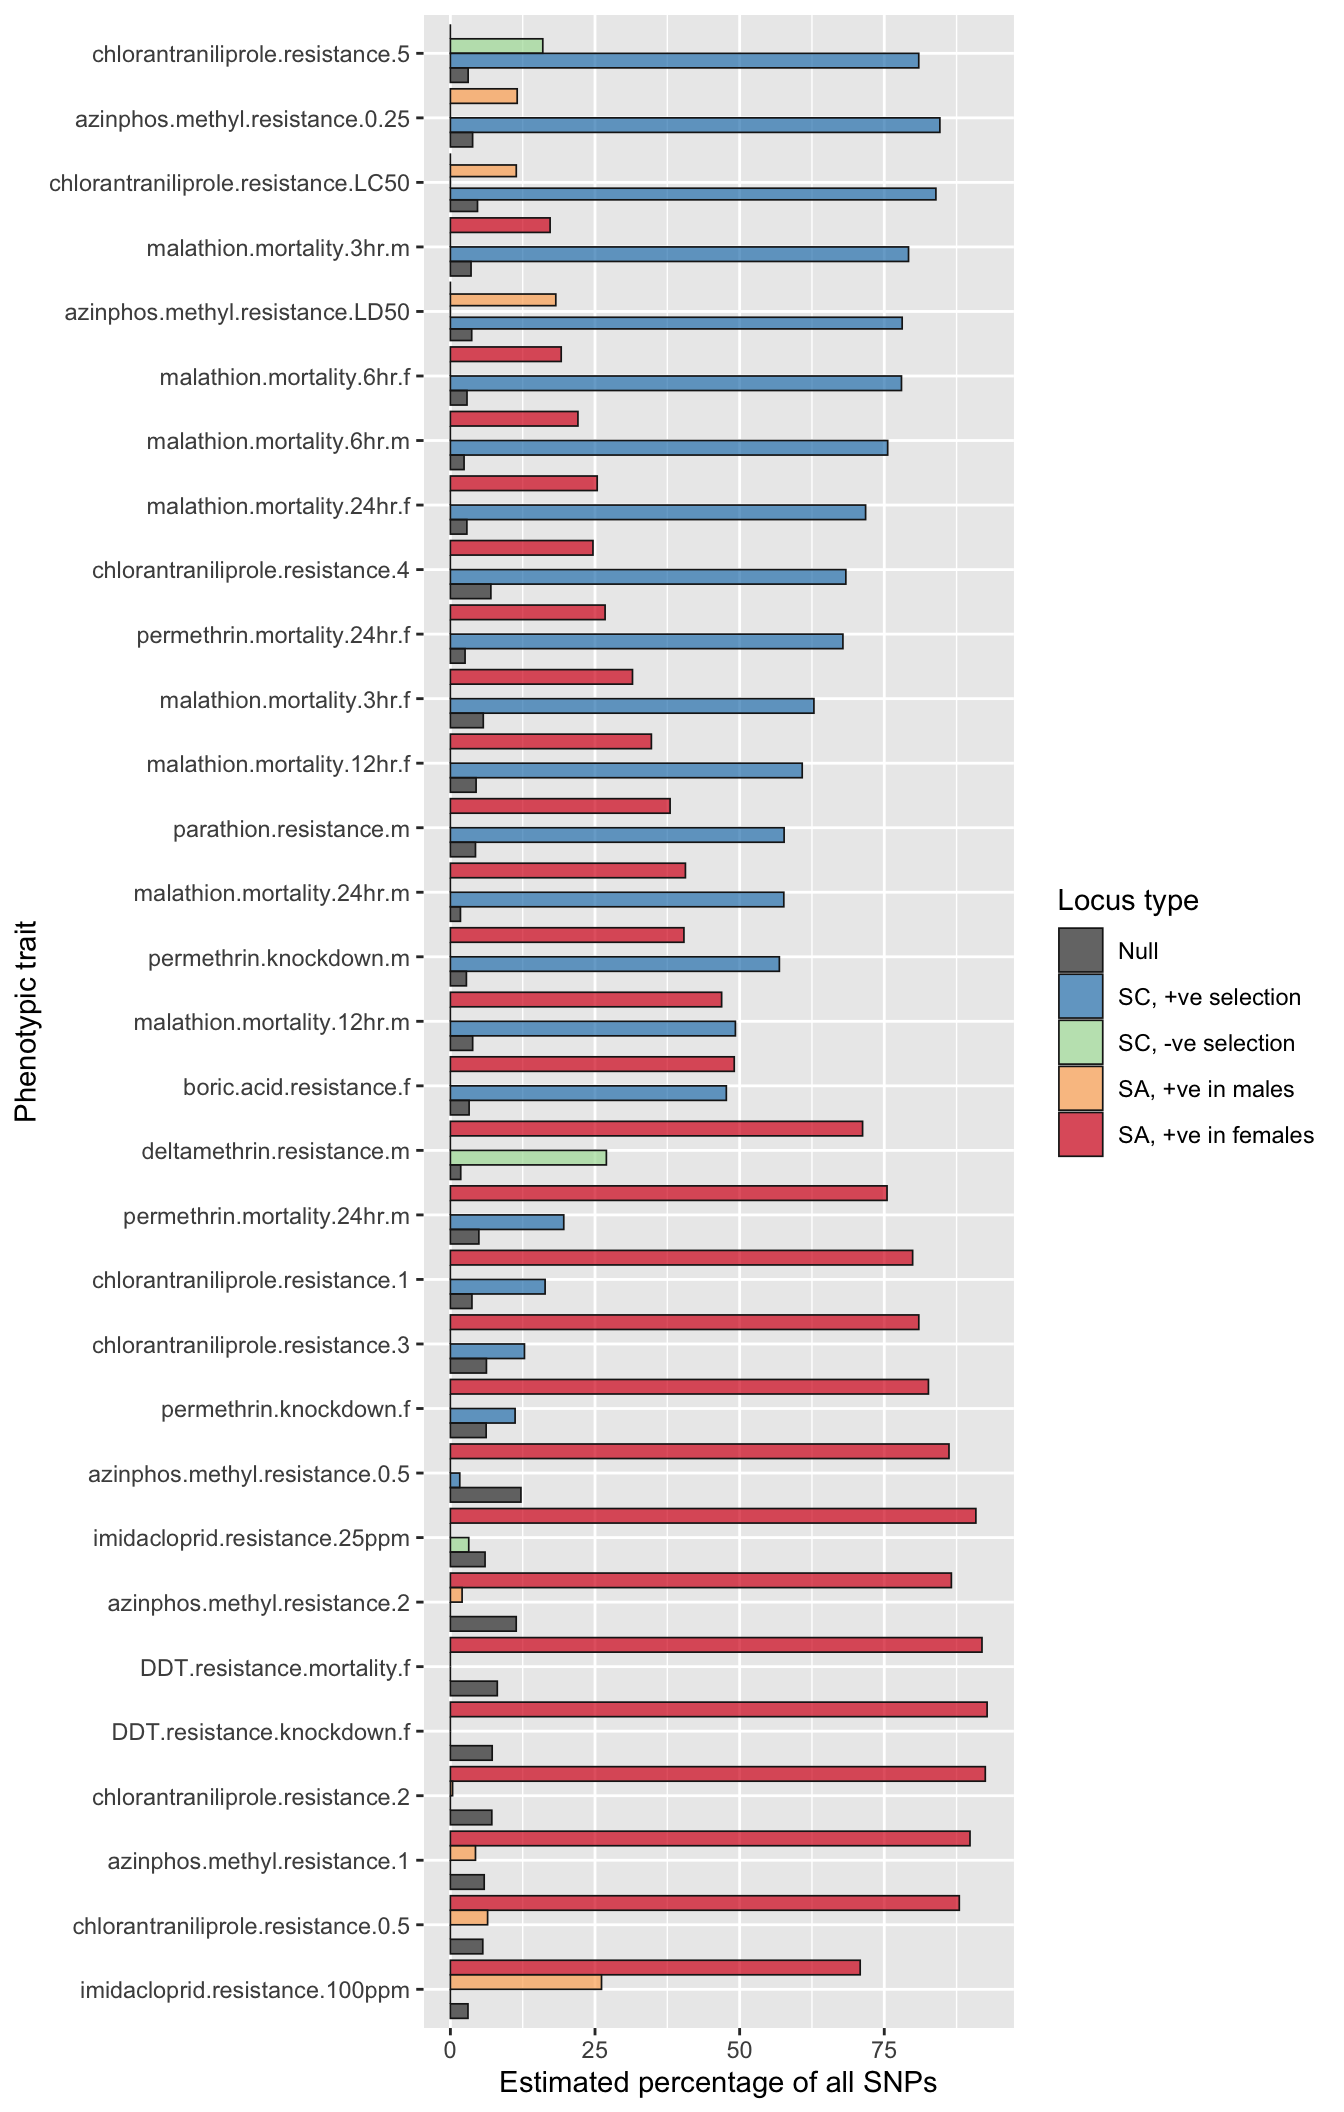 chlorantraniliprole.resistance.5
azinphos.methyl.resistance.0.25
chlorantraniliprole.resistance.LC50
malathion.mortality.3hr.m
azinphos.methyl.resistance.LD50
malathion.mortality.6hr.f
malathion.mortality.6hr.m
malathion.mortality.24hr.f
chlorantraniliprole.resistance.4
permethrin.mortality.24hr.f
malathion.mortality.3hr.f
malathion.mortality.12hr.f
parathion.resistance.m
malathion.mortality.24hr.m
permethrin.knockdown.m
malathion.mortality.12hr.m
boric.acid.resistance.f
deltamethrin.resistance.m
permethrin.mortality.24hr.m
chlorantraniliprole.resistance.1
chlorantraniliprole.resistance.3
permethrin.knockdown.f
azinphos.methyl.resistance.0.5
imidacloprid.resistance.25ppm
azinphos.methyl.resistance.2
DDT.resistance.mortality.f
DDT.resistance.knockdown.f
chlorantraniliprole.resistance.2
azinphos.methyl.resistance.1
chlorantraniliprole.resistance.0.5
imidacloprid.resistance.100ppm
Phenotypic trait
0 25 50 75
Estimated percentage of all SNPs
Locus type
Null
SC, +ve selection
SC, -ve selection
SA, +ve in males
SA, +ve in females